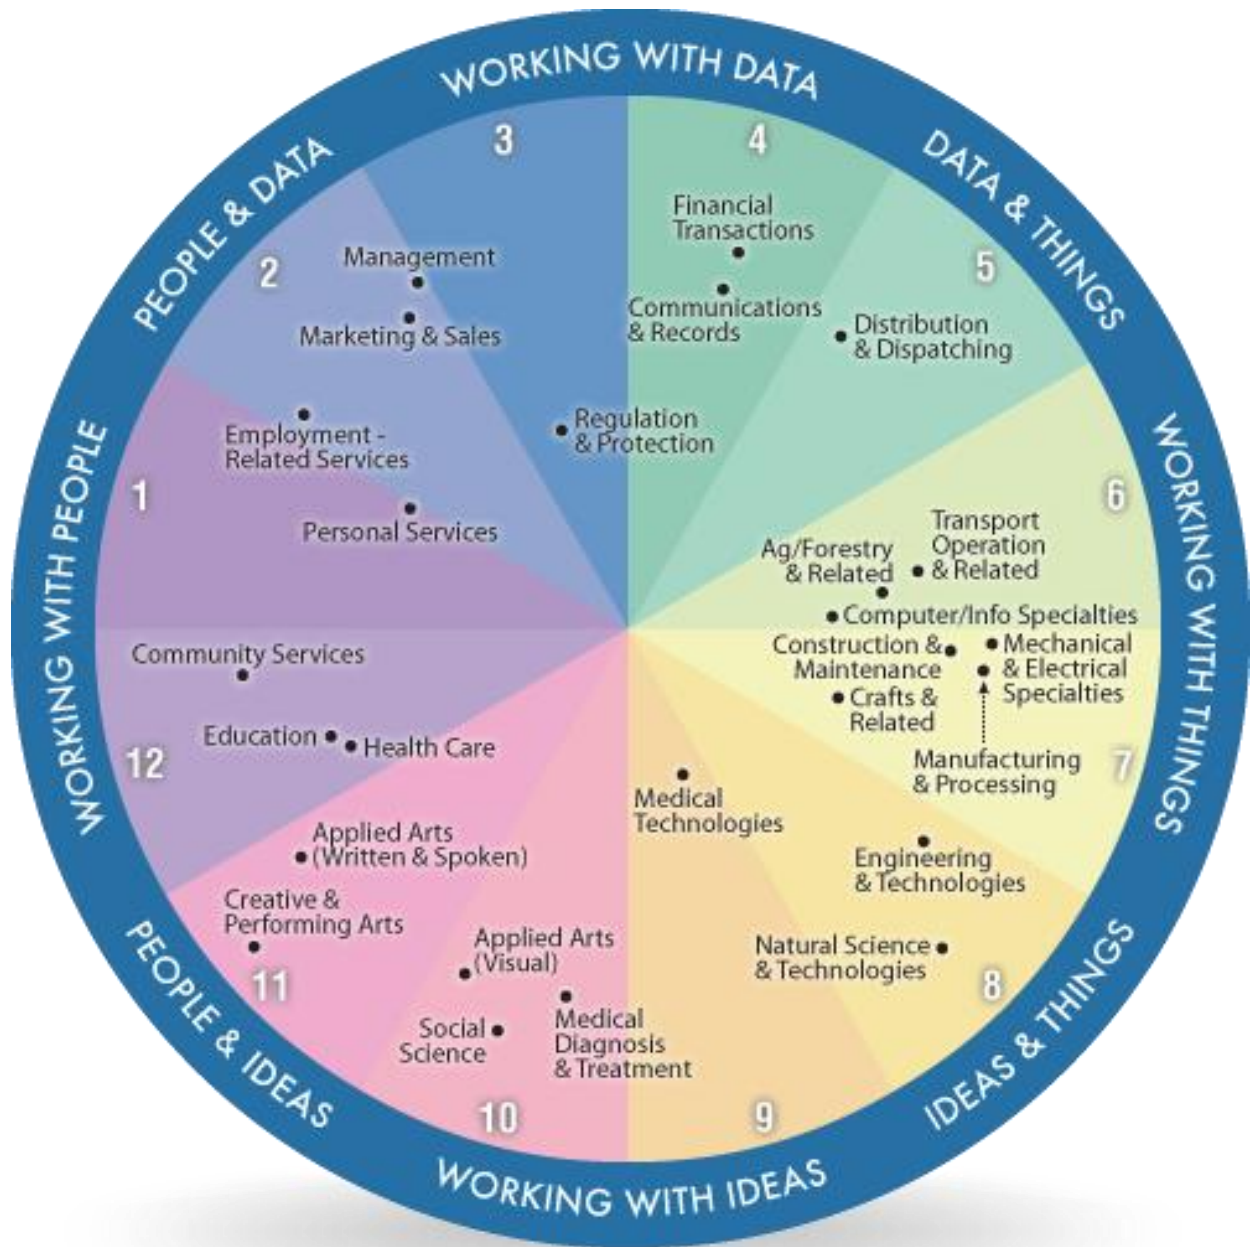 WORKING WITH DATA
DATA & THINGS
WORKING WITH THINGS
IDEAS & THINGS
WORKING WITH IDEAS
PEOPLE & IDEAS
WORKING WITH PEOPLE
PEOPLE & DATA
3
4
Financial
Transactions
Communications
& Records
5
Distribution
& Dispatching
2
Management
Marketing & Sales
Regulation
& Protection
Employment -
Related Services
1
Personal Services
6
Transport
Operation
& Related
Ag/Forestry
& Related
Computer/Info Specialties
Construction &
Maintenance
Mechanical
& Electrical
Specialties
Crafts &
Related
Manufacturing
& Processing
7
Community Services
Education
Health Care
12
Medical
Technologies
Engineering
& Technologies
Natural Science
& Technologies
8
Applied Arts
(Written & Spoken)
Creative &
Performing Arts
11
Applied Arts
(Visual)
Social
Science
Medical
Diagnosis
& Treatment
10
9